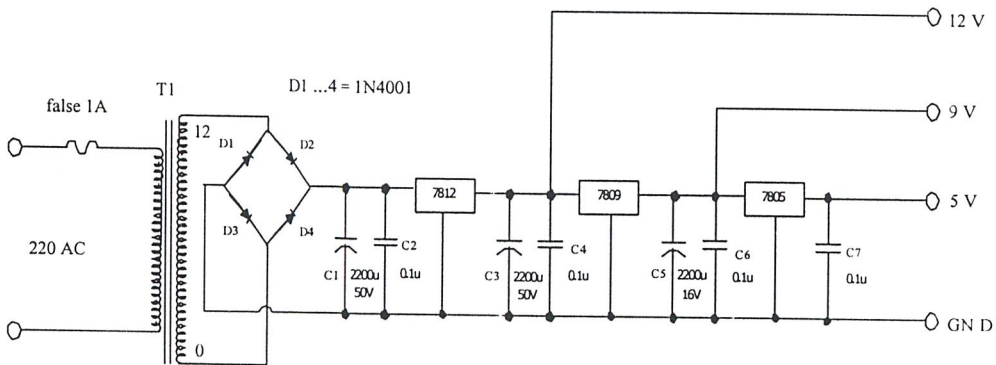 12 V
T1
D1 ...4 = 1N4001
false 1A
9 V
12
D1
D2
7812
7809
7805
5 V
D3
D4
220 AC
C1
2200u
50V
C2
0.1u
C3
2200u
50V
C4
0.1u
C5
2200u
16V
C6
0.1u
C7
0.1u
GN D
0